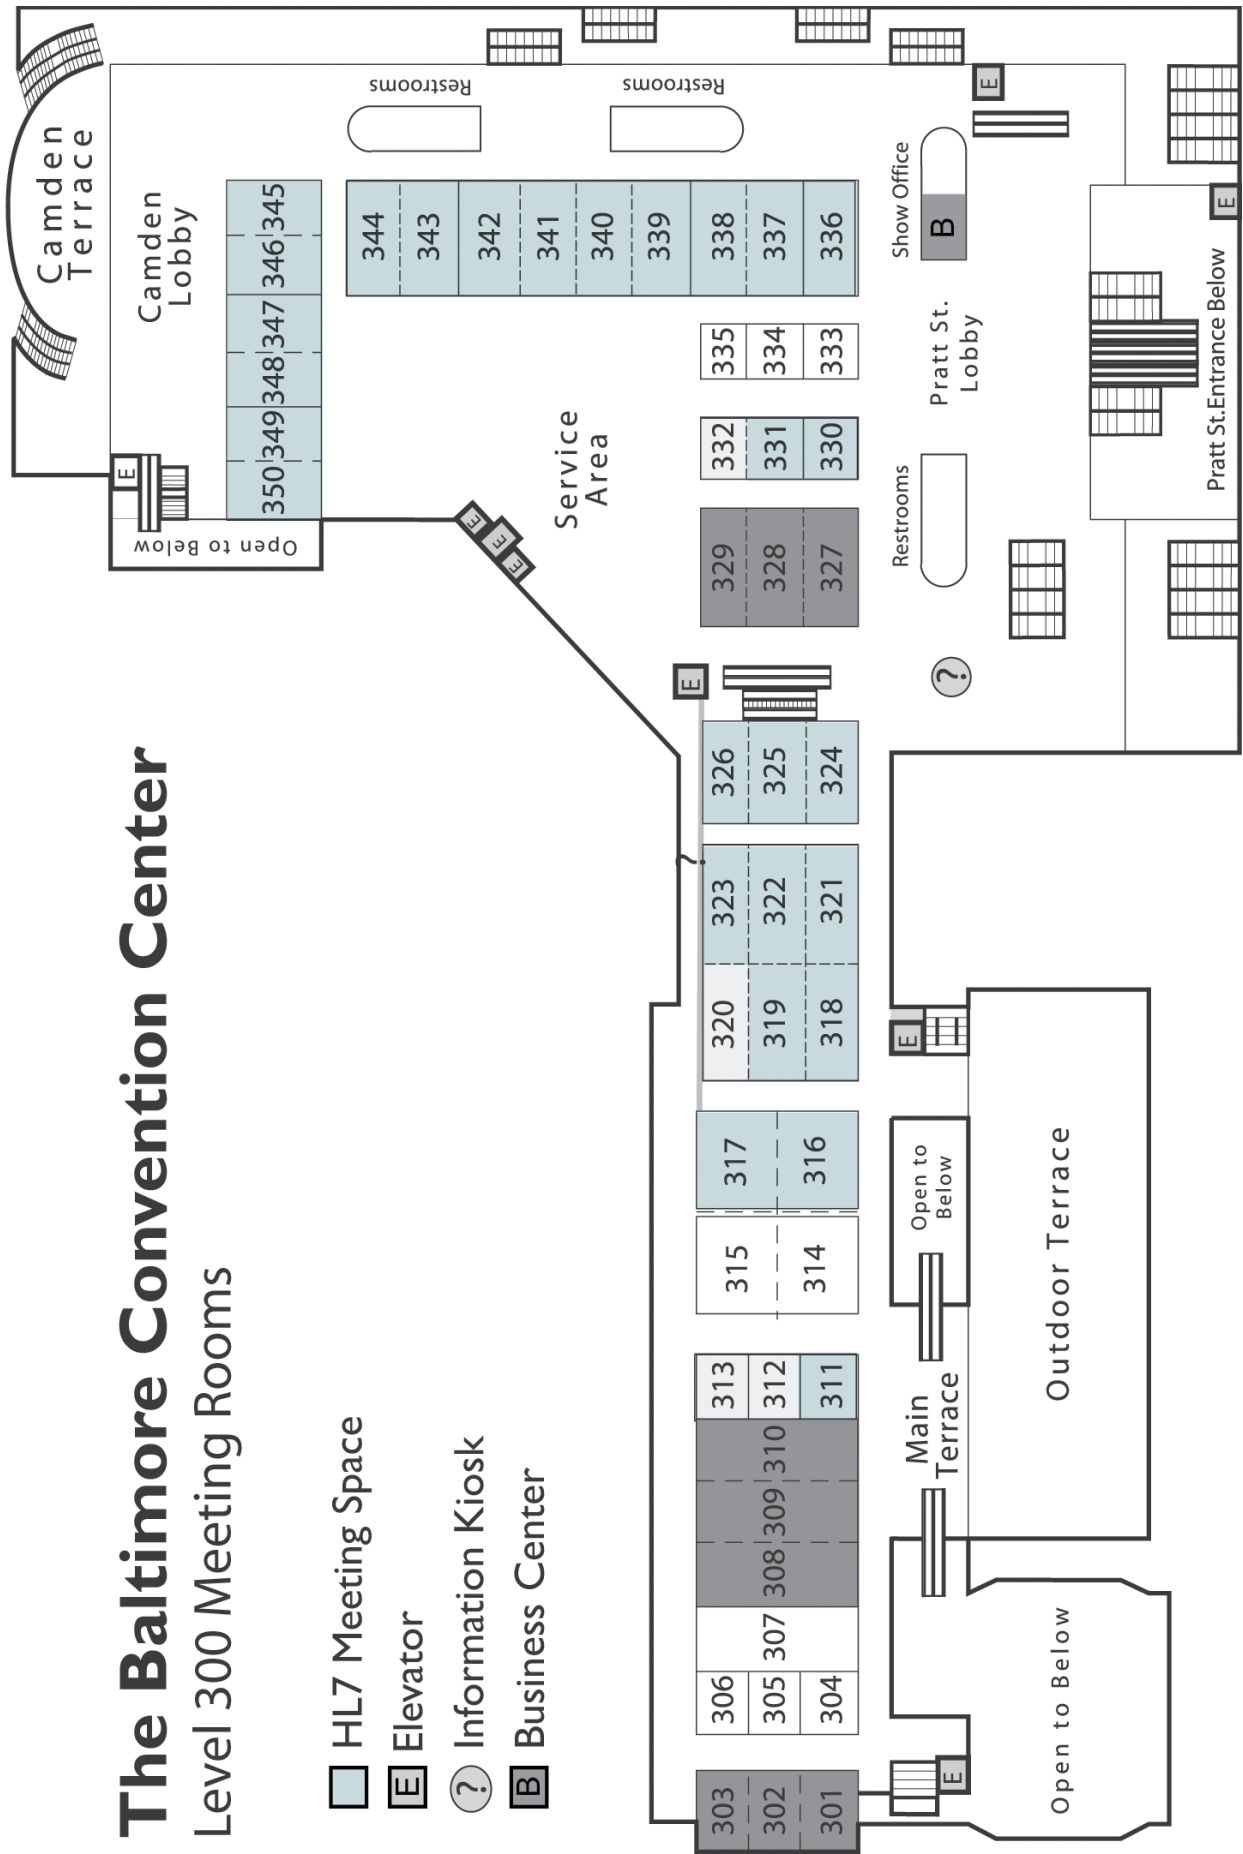 The Baltimore Convention Center
Level 300 Meeting Rooms
HL7 Meeting Space
E
Elevator
?
Information Kiosk
B
Business Center
Camden
Terrace
Camden
Lobby
Restrooms
Restrooms
345
346
347
348
349
350
E
Open to Below
344
343
342
341
340
339
338
337
336
335
334
333
332
331
330
329
328
327
Service
Area
E
E
E
E
Show Office
B
E
E
Pratt St.
Lobby
Pratt St.Entrance Below
Restrooms
?
326
325
324
323
322
321
320
319
318
317
316
315
314
313
312
311
310
309
308
307
306
305
304
303
302
301
E
Open to
Below
Main
Terrace
Outdoor Terrace
E
Open to Below